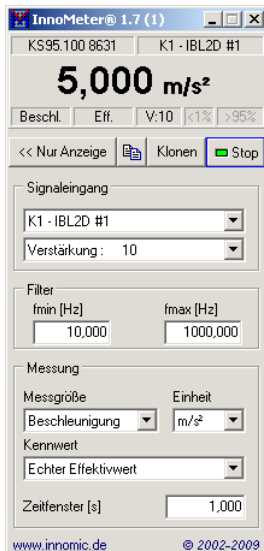 InnoMeter® 1.7 (1)
KS95.100 8631 K1 - IBL2D #1
5,000 m/s²
Beschl. Eff. V:10 <1% >95%
<< Nur Anzeige Klonen Stop
Signaleingang
K1 - IBL2D #1
Verstärkung : 10
Filter
fmin [Hz] fmax [Hz]
10,000 1000,000
Messung
Messgröße Einheit
Beschleunigung m/s²
Kennwert
Echter Effektivwert
Zeitfenster [s] 1,000
www.innomic.de © 2002-2009